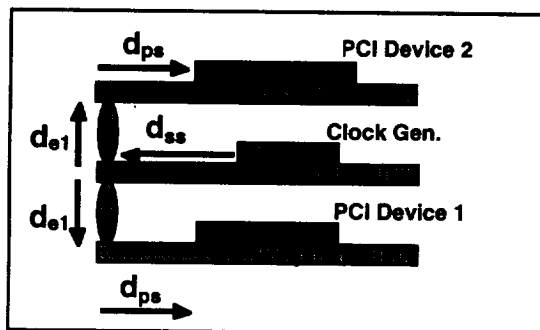 dps
PCI Device 2
de1
dss
Clock Gen.
de1
PCI Device 1
dps